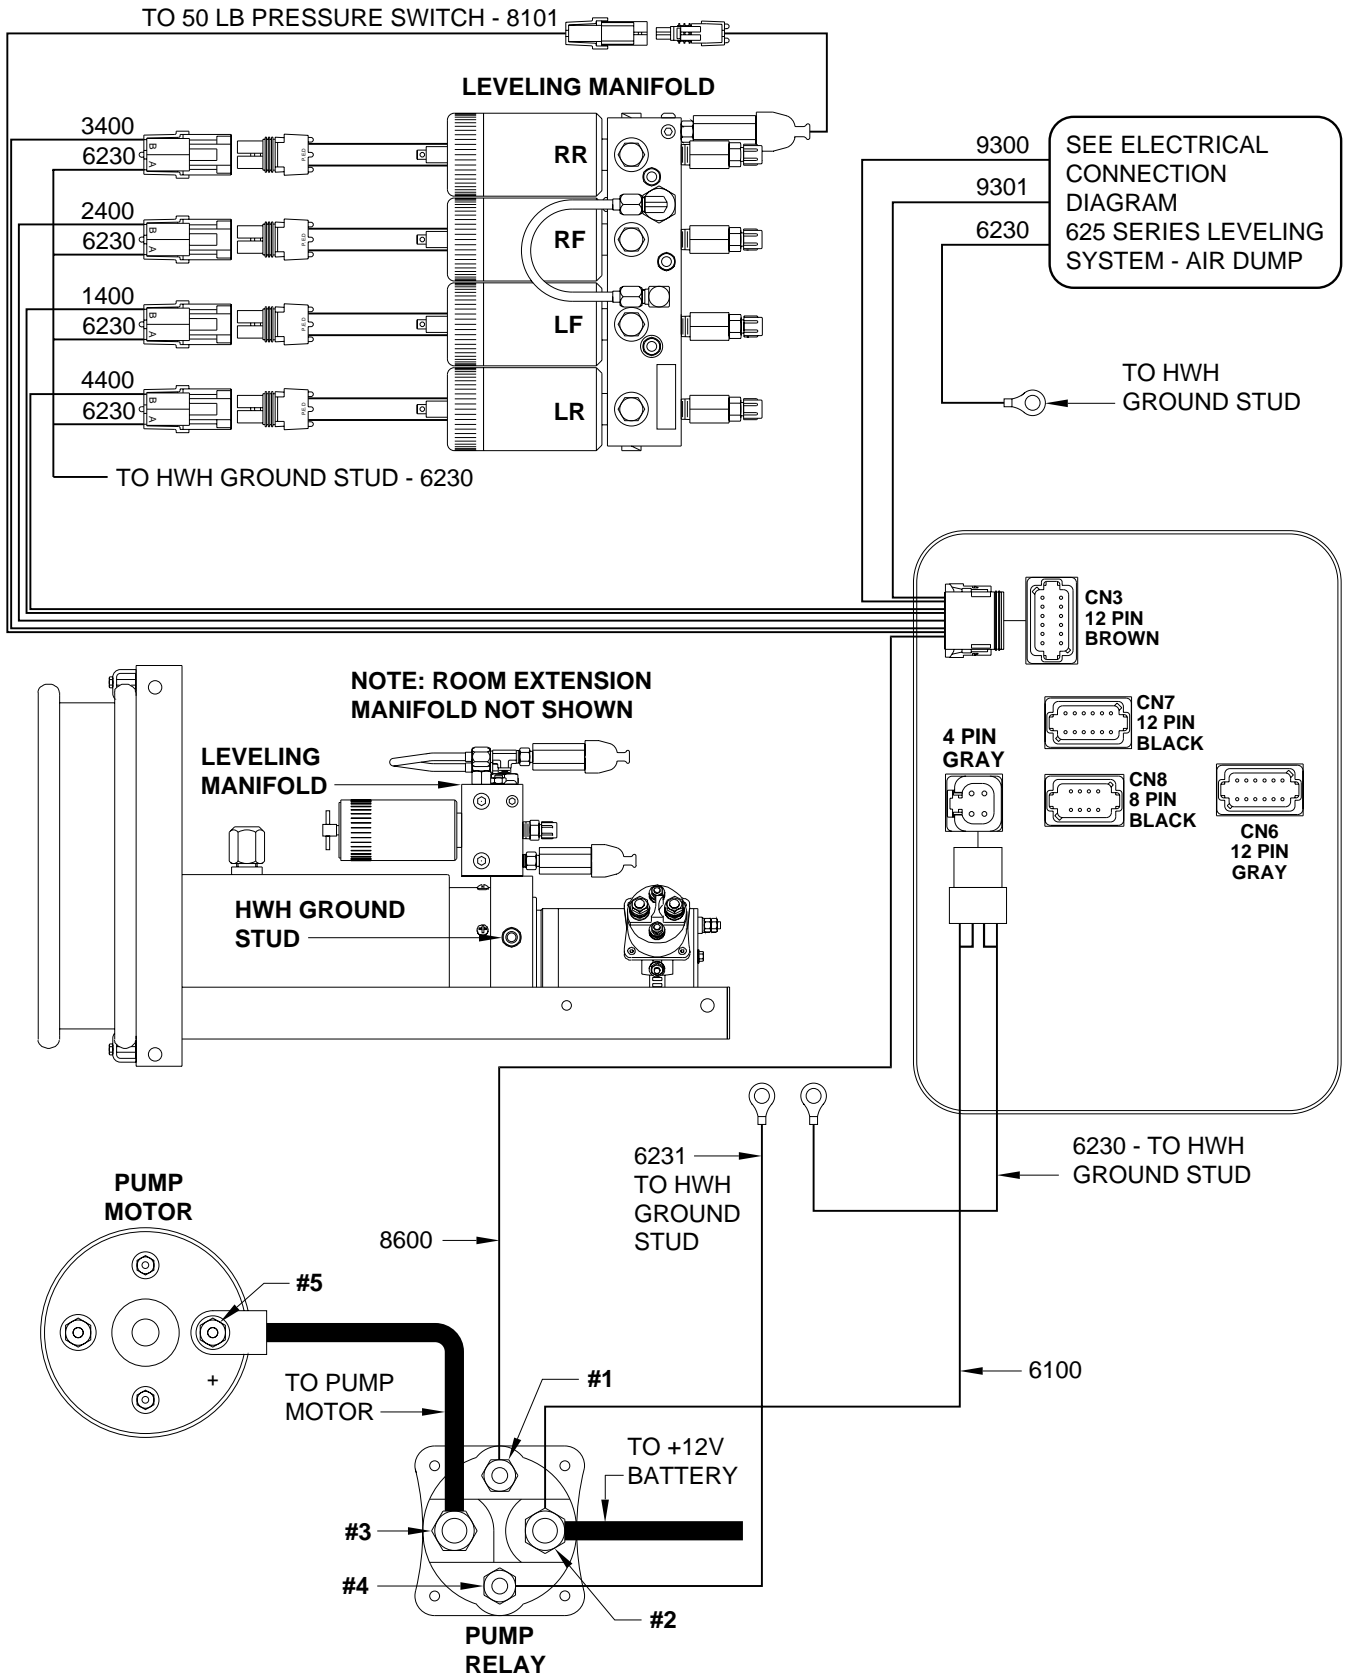 TO 50 LB PRESSURE SWITCH - 8101
LEVELING MANIFOLD
3400
6230
B
A
P.E.D
RR
2400
6230
B
A
P.E.D
RF
1400
6230
B
A
P.E.D
LF
4400
6230
B
A
P.E.D
LR
TO HWH GROUND STUD - 6230
9300
9301
6230
SEE ELECTRICAL
CONNECTION
DIAGRAM
625 SERIES LEVELING
SYSTEM - AIR DUMP
TO HWH
GROUND STUD
CN3
12 PIN
BROWN
CN7
12 PIN
BLACK
4 PIN
GRAY
CN8
8 PIN
BLACK
CN6
12 PIN
GRAY
NOTE: ROOM EXTENSION
MANIFOLD NOT SHOWN
LEVELING
MANIFOLD
HWH GROUND
STUD
6231
TO HWH
GROUND
STUD
6230 - TO HWH
GROUND STUD
PUMP
MOTOR
8600
#5
+
6100
TO PUMP
MOTOR
#1
TO +12V
BATTERY
#3
#4
#2
PUMP
RELAY